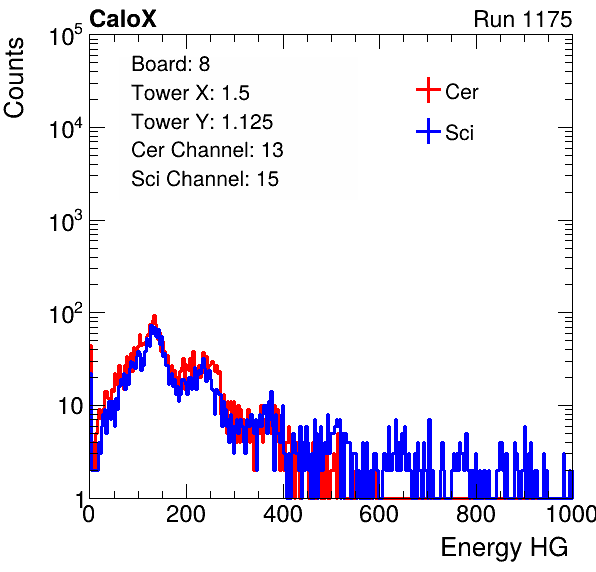 CaloX Run 1175
Counts
10^5
10^4
10^3
10^2
10
1
Board: 8
Tower X: 1.5
Tower Y: 1.125
Cer Channel: 13
Sci Channel: 15
Cer
Sci
0 200 400 600 800 1000
Energy HG